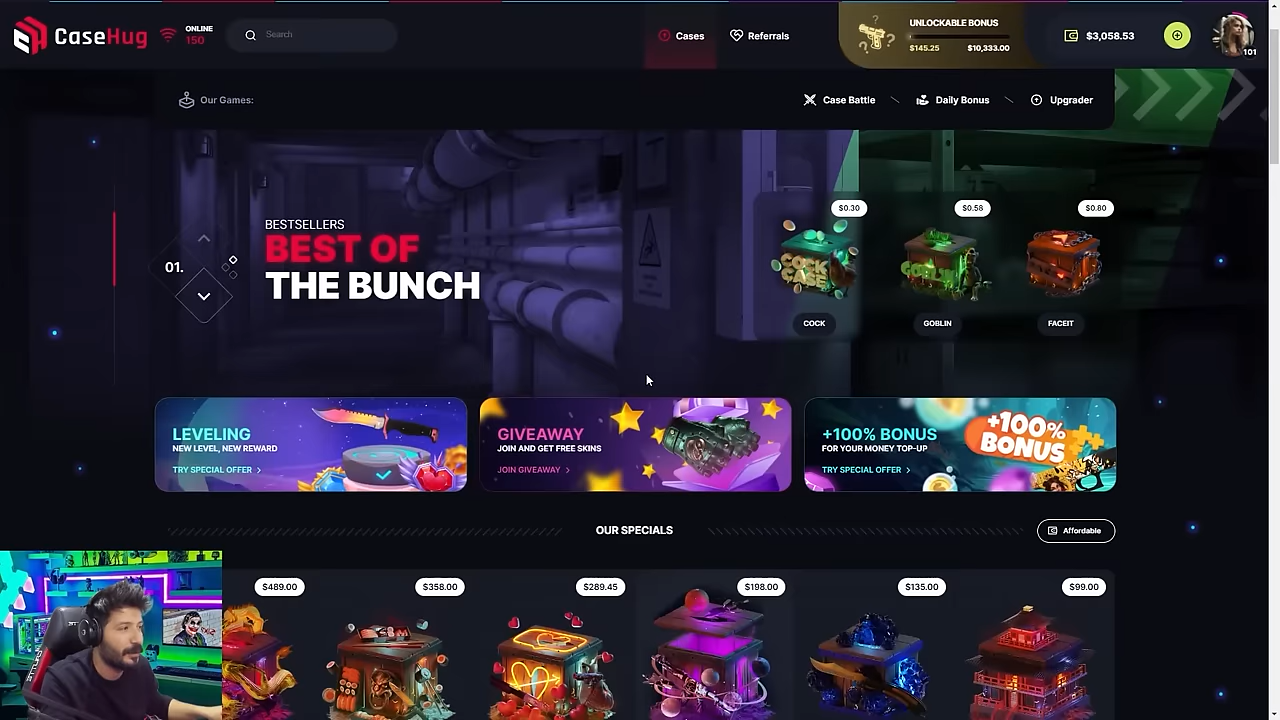 CaseHug
ONLINE
150
Search
Cases
Referrals
UNLOCKABLE BONUS
$145.25
$10,333.00
$3,058.53
101
Our Games:
Case Battle
Daily Bonus
Upgrader
BESTSELLERS
BEST OF
THE BUNCH
01.
$0.30
$0.58
$0.80
COCK
CASE
GOBLIN
COCK
GOBLIN
FACEIT
LEVELING
NEW LEVEL, NEW REWARD
TRY SPECIAL OFFER
GIVEAWAY
JOIN AND GET FREE SKINS
JOIN GIVEAWAY
+100% BONUS
FOR YOUR MONEY TOP-UP
TRY SPECIAL OFFER
+100%
BONUS
OUR SPECIALS
Affordable
$489.00
$358.00
$289.45
$198.00
$135.00
$99.00